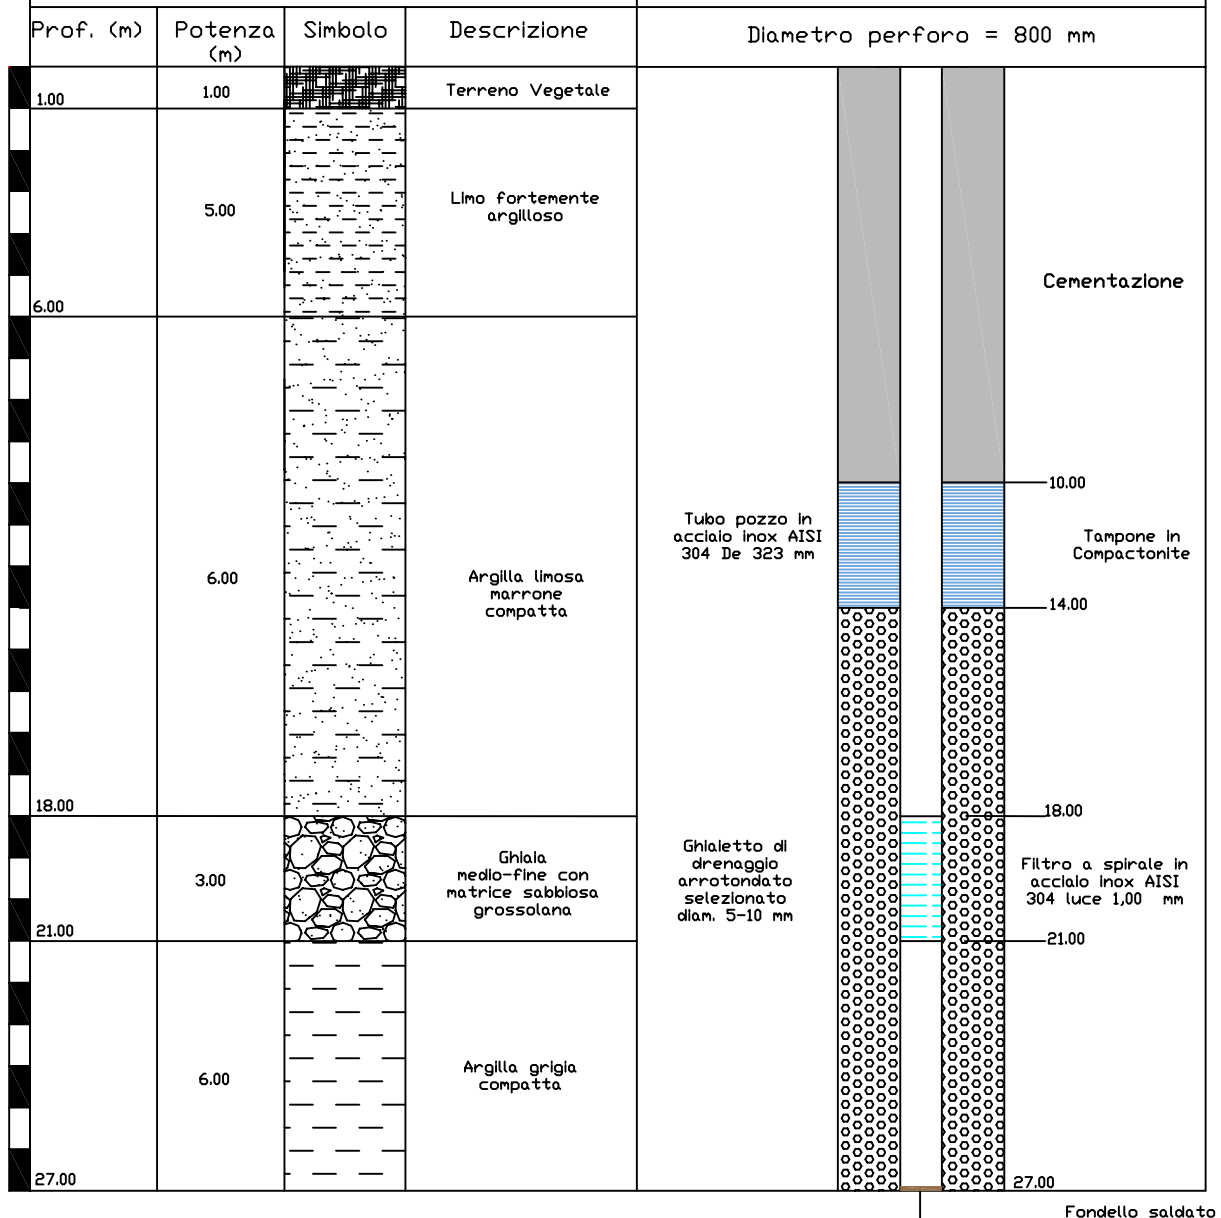 Prof. (m)
Potenza
(m)
Simbolo
Descrizione
Diametro perforo = 800 mm
1.00
1.00
Terreno Vegetale
5.00
LImo fortemente
argilloso
6.00
Cementazione
6.00
Argilla limosa
marrone
compatta
10.00
Tubo pozzo in
acciaio inox AISI
304 De 323 mm
Tampone in
Compactonite
14.00
18.00
18.00
3.00
Ghiaia
medio-fine con
matrice sabbiosa
grossolana
Ghiaietto di
drenaggio
arrotondato
selezionato
diam. 5-10 mm
Filtro a spirale in
acciaio inox AISI
304 luce 1,00 mm
21.00
21.00
6.00
Argilla grigia
compatta
27.00
27.00
Fondello saldato